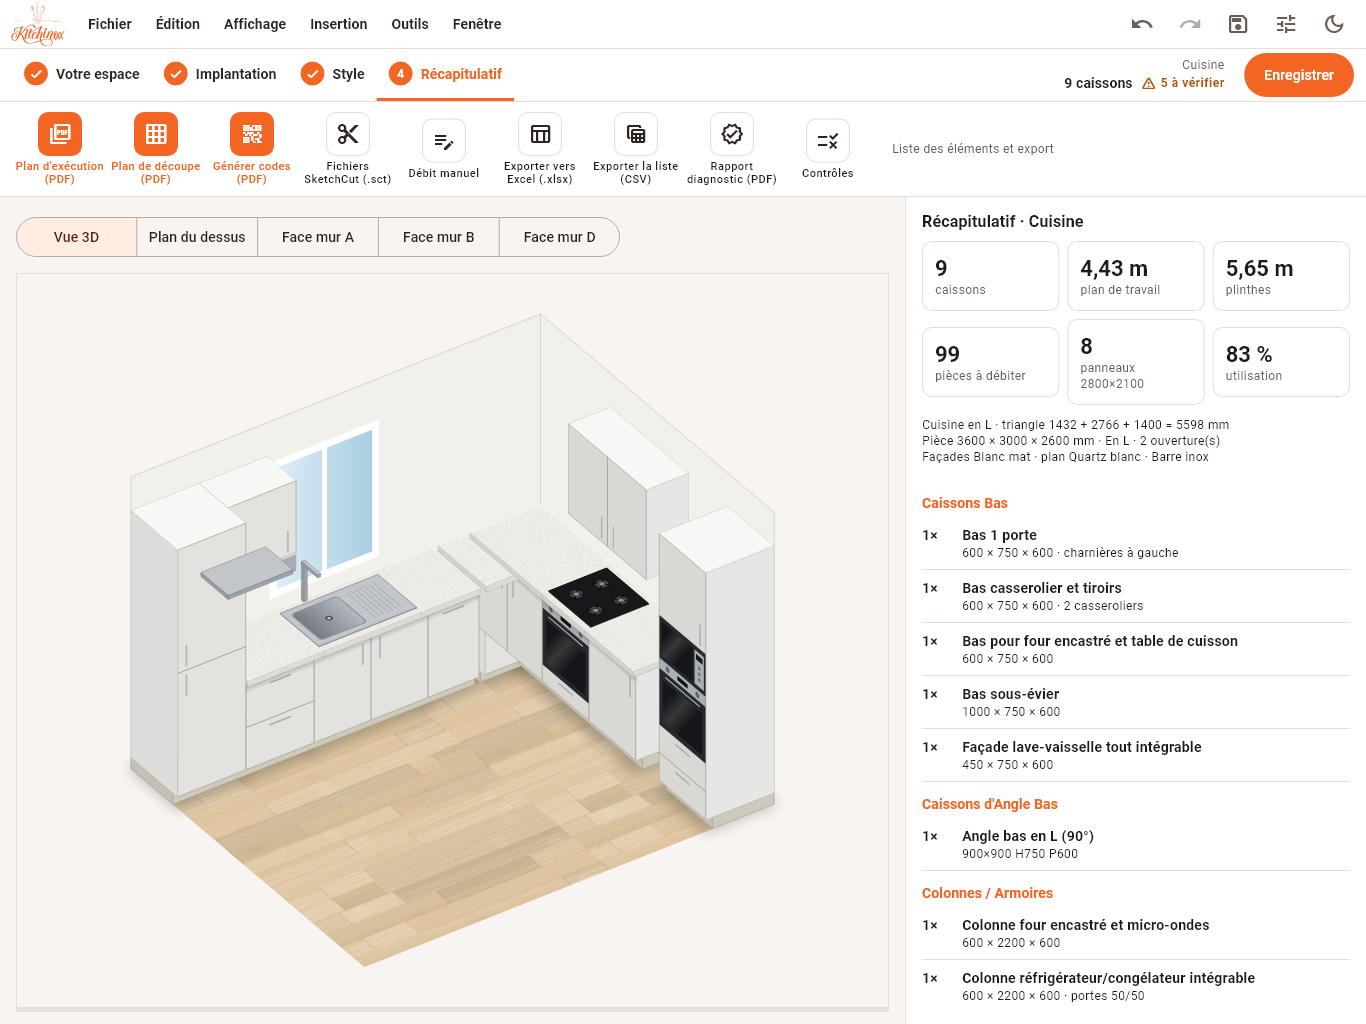 Kitchinox
Fichier
Édition
Affichage
Insertion
Outils
Fenêtre
Votre espace
Implantation
Style
4 Récapitulatif
Cuisine
9 caissons
5 à vérifier
Enregistrer
Plan d'exécution
(PDF)
Plan de découpe
(PDF)
Générer codes
(PDF)
Fichiers
SketchCut (.sct)
Débit manuel
Exporter vers
Excel (.xlsx)
Exporter la liste
(CSV)
Rapport
diagnostic (PDF)
Contrôles
Liste des éléments et export
Vue 3D
Plan du dessus
Face mur A
Face mur B
Face mur D
Récapitulatif · Cuisine
9
caissons
4,43 m
plan de travail
5,65 m
plinthes
99
pièces à débiter
8
panneaux
2800×2100
83 %
utilisation
Cuisine en L · triangle 1432 + 2766 + 1400 = 5598 mm
Pièce 3600 × 3000 × 2600 mm · En L · 2 ouverture(s)
Façades Blanc mat · plan Quartz blanc · Barre inox
Caissons Bas
1× Bas 1 porte
600 × 750 × 600 · charnières à gauche
1× Bas casserolier et tiroirs
600 × 750 × 600 · 2 casseroliers
1× Bas pour four encastré et table de cuisson
600 × 750 × 600
1× Bas sous-évier
1000 × 750 × 600
1× Façade lave-vaisselle tout intégrable
450 × 750 × 600
Caissons d'Angle Bas
1× Angle bas en L (90°)
900×900 H750 P600
Colonnes / Armoires
1× Colonne four encastré et micro-ondes
600 × 2200 × 600
1× Colonne réfrigérateur/congélateur intégrable
600 × 2200 × 600 · portes 50/50